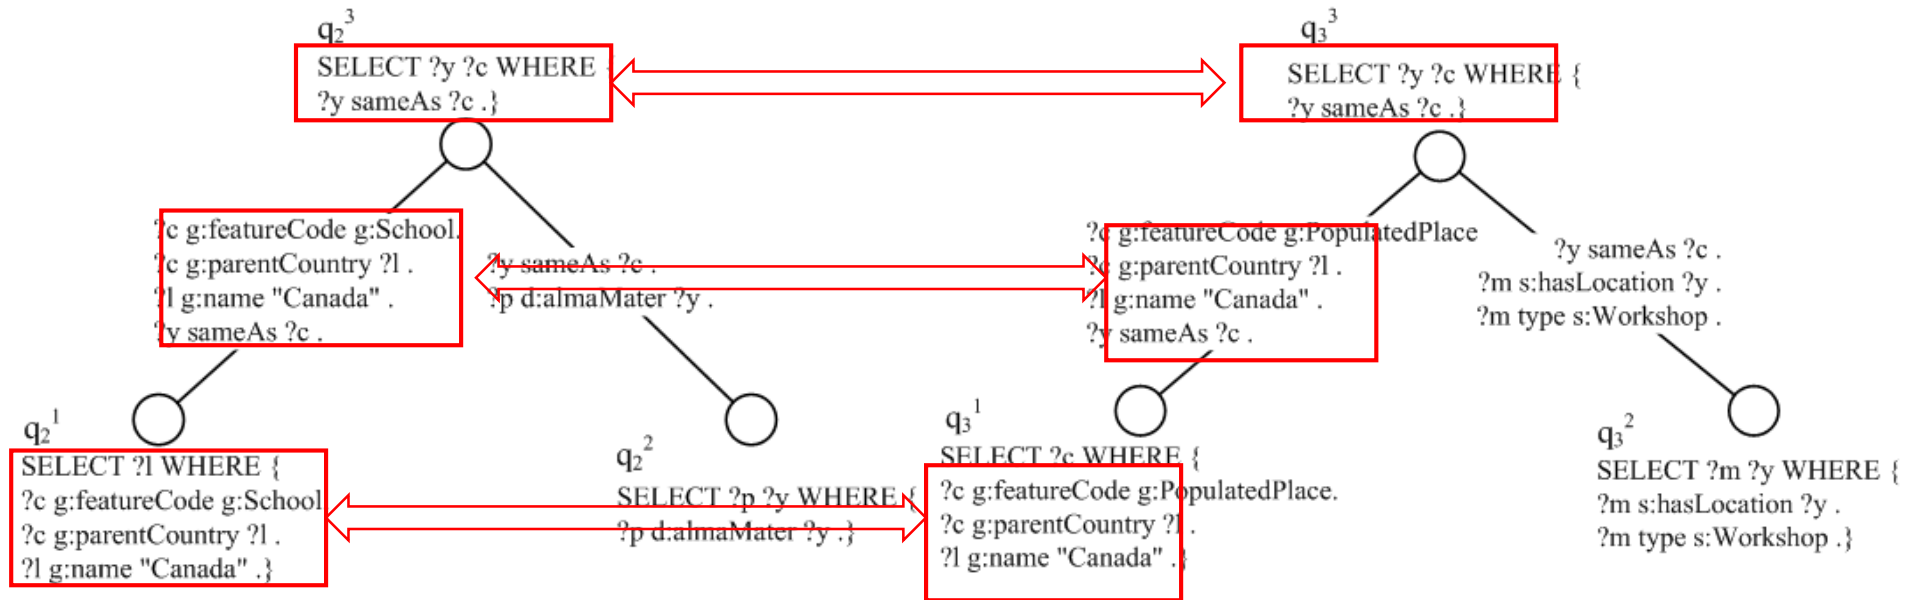 q₂³
SELECT ?y ?c WHERE {
?y sameAs ?c .}
q₃³
SELECT ?y ?c WHERE {
?y sameAs ?c .}
?c g:featureCode g:School.
?c g:parentCountry ?l .
?l g:name "Canada" .
?y sameAs ?c .
?y sameAs ?c .
?p d:almaMater ?y .
?c g:featureCode g:PopulatedPlace
?c g:parentCountry ?l .
?l g:name "Canada" .
?y sameAs ?c .
?y sameAs ?c .
?m s:hasLocation ?y .
?m type s:Workshop .
q₂¹
SELECT ?l WHERE {
?c g:featureCode g:School
?c g:parentCountry ?l .
?l g:name "Canada" .}
q₂²
SELECT ?p ?y WHERE {
?p d:almaMater ?y .}
q₃¹
SELECT ?c WHERE {
?c g:featureCode g:PopulatedPlace.
?c g:parentCountry ?l .
?l g:name "Canada" .}
q₃²
SELECT ?m ?y WHERE {
?m s:hasLocation ?y .
?m type s:Workshop .}